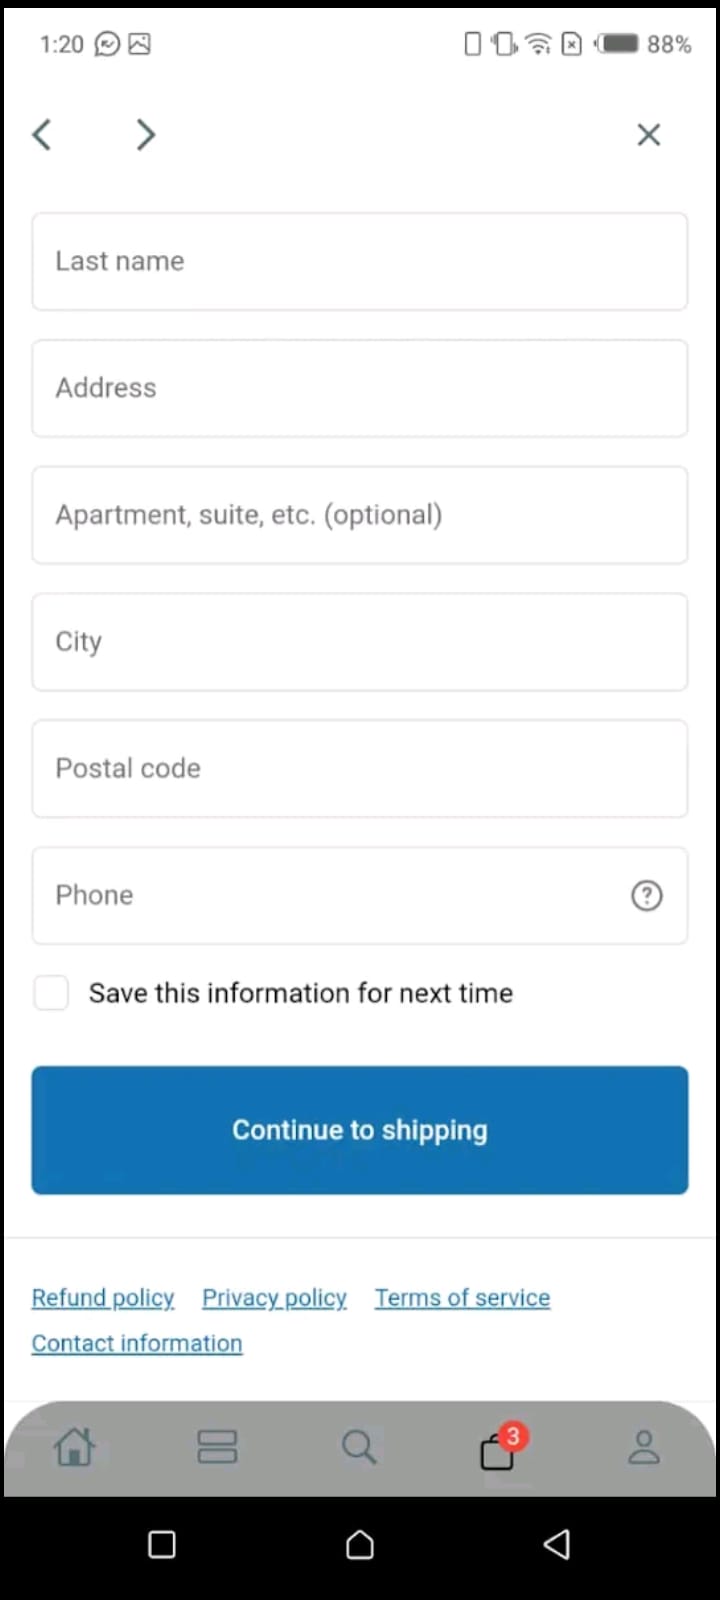 1:20 88%
Last name
Address
Apartment, suite, etc. (optional)
City
Postal code
Phone
Save this information for next time
Continue to shipping
Refund policy Privacy policy Terms of service
Contact information
3